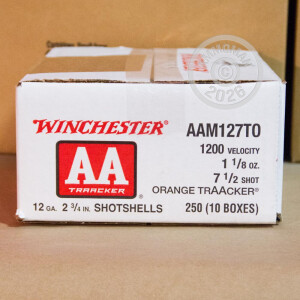 WINCHESTER®
AA
TRAACKER
12 GA. 2 3/4 IN. SHOTSHELLS
AAM127TO
1200 VELOCITY
1 1/8 oz.
7 1/2 SHOT
ORANGE TRAACKER®
250 (10 BOXES)
2026